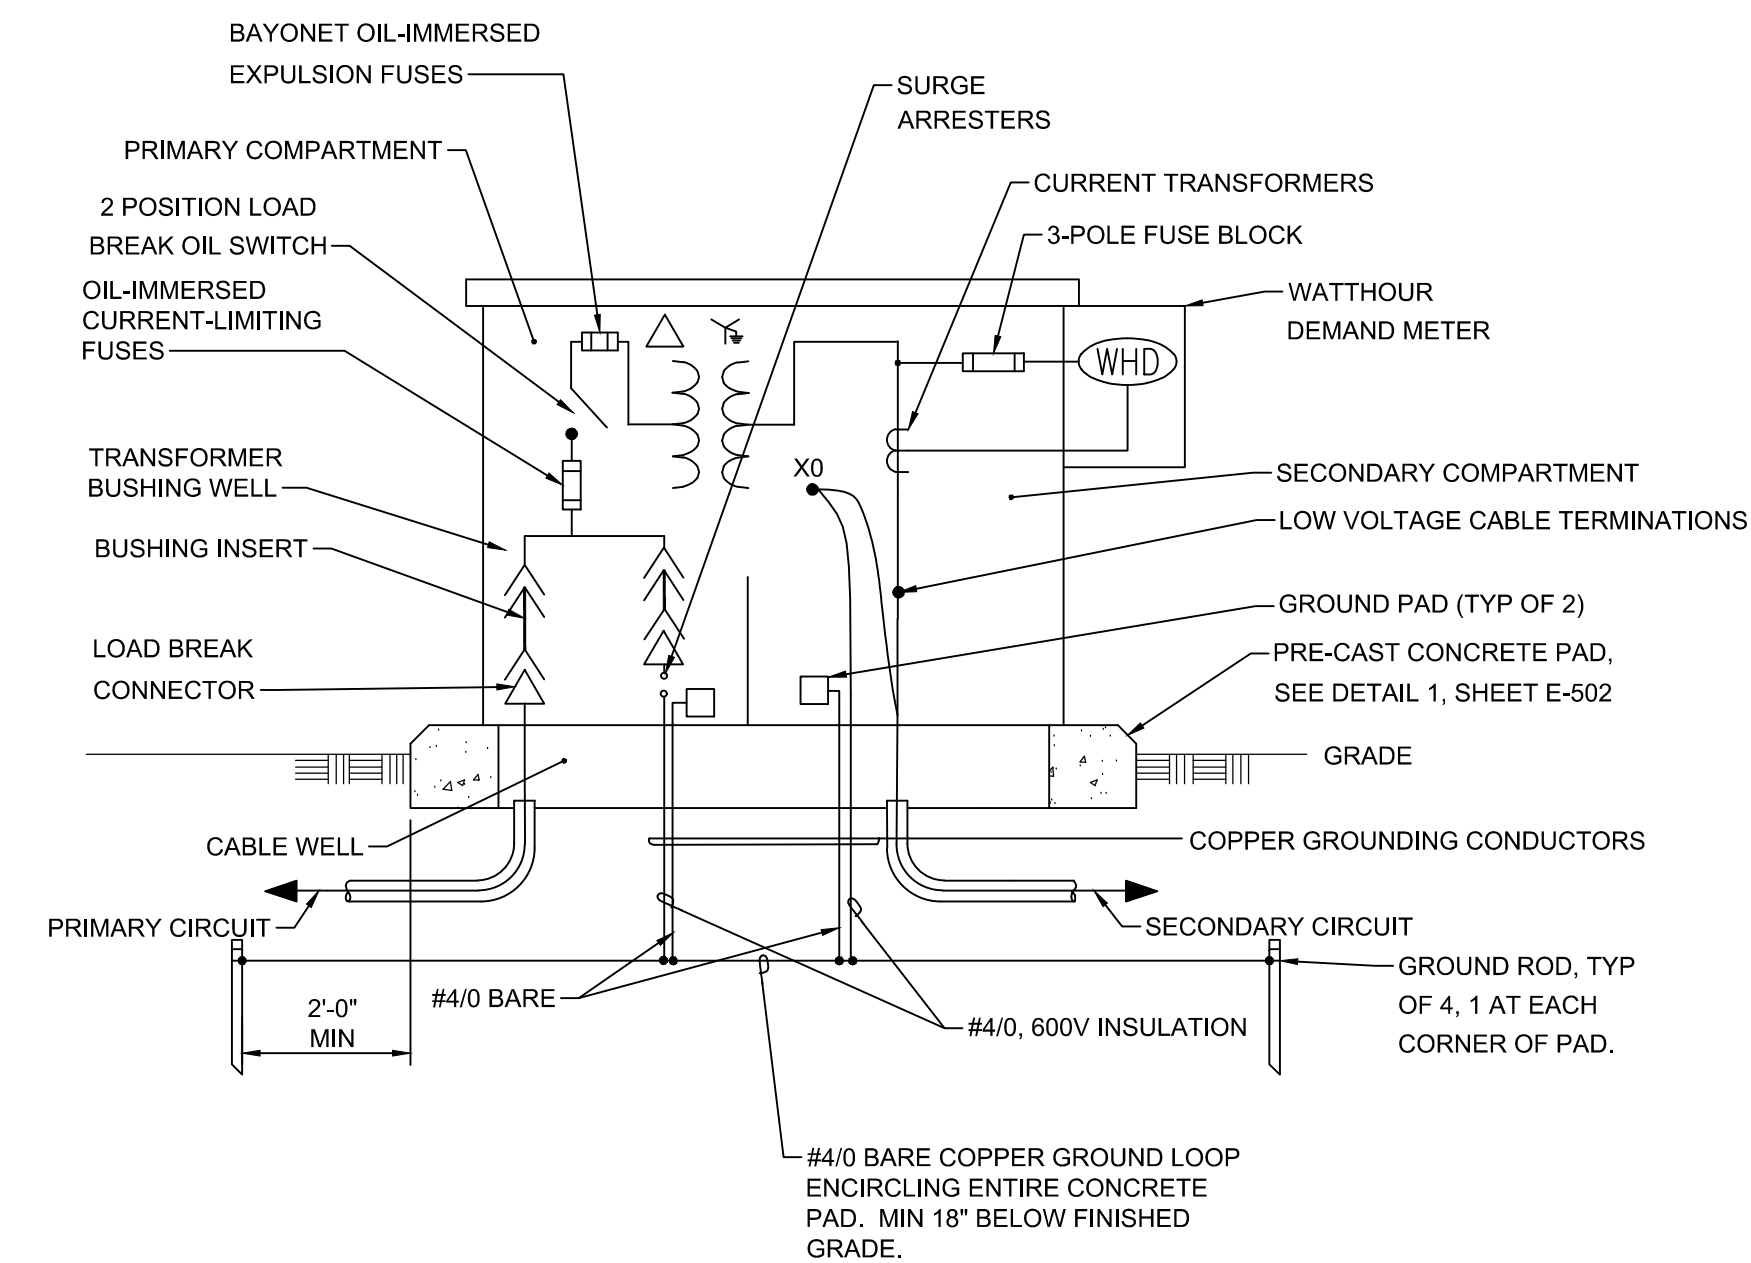 BAYONET OIL-IMMERSED
EXPULSION FUSES
SURGE
ARRESTERS
PRIMARY COMPARTMENT
CURRENT TRANSFORMERS
2 POSITION LOAD
BREAK OIL SWITCH
3-POLE FUSE BLOCK
OIL-IMMERSED
CURRENT-LIMITING
FUSES
WATTHOUR
DEMAND METER
WHD
TRANSFORMER
BUSHING WELL
X0
SECONDARY COMPARTMENT
LOW VOLTAGE CABLE TERMINATIONS
BUSHING INSERT
GROUND PAD (TYP OF 2)
LOAD BREAK
CONNECTOR
PRE-CAST CONCRETE PAD,
SEE DETAIL 1, SHEET E-502
GRADE
CABLE WELL
COPPER GROUNDING CONDUCTORS
PRIMARY CIRCUIT
SECONDARY CIRCUIT
2'-0"
MIN
#4/0 BARE
#4/0, 600V INSULATION
GROUND ROD, TYP
OF 4, 1 AT EACH
CORNER OF PAD.
#4/0 BARE COPPER GROUND LOOP
ENCIRCLING ENTIRE CONCRETE
PAD. MIN 18" BELOW FINISHED
GRADE.